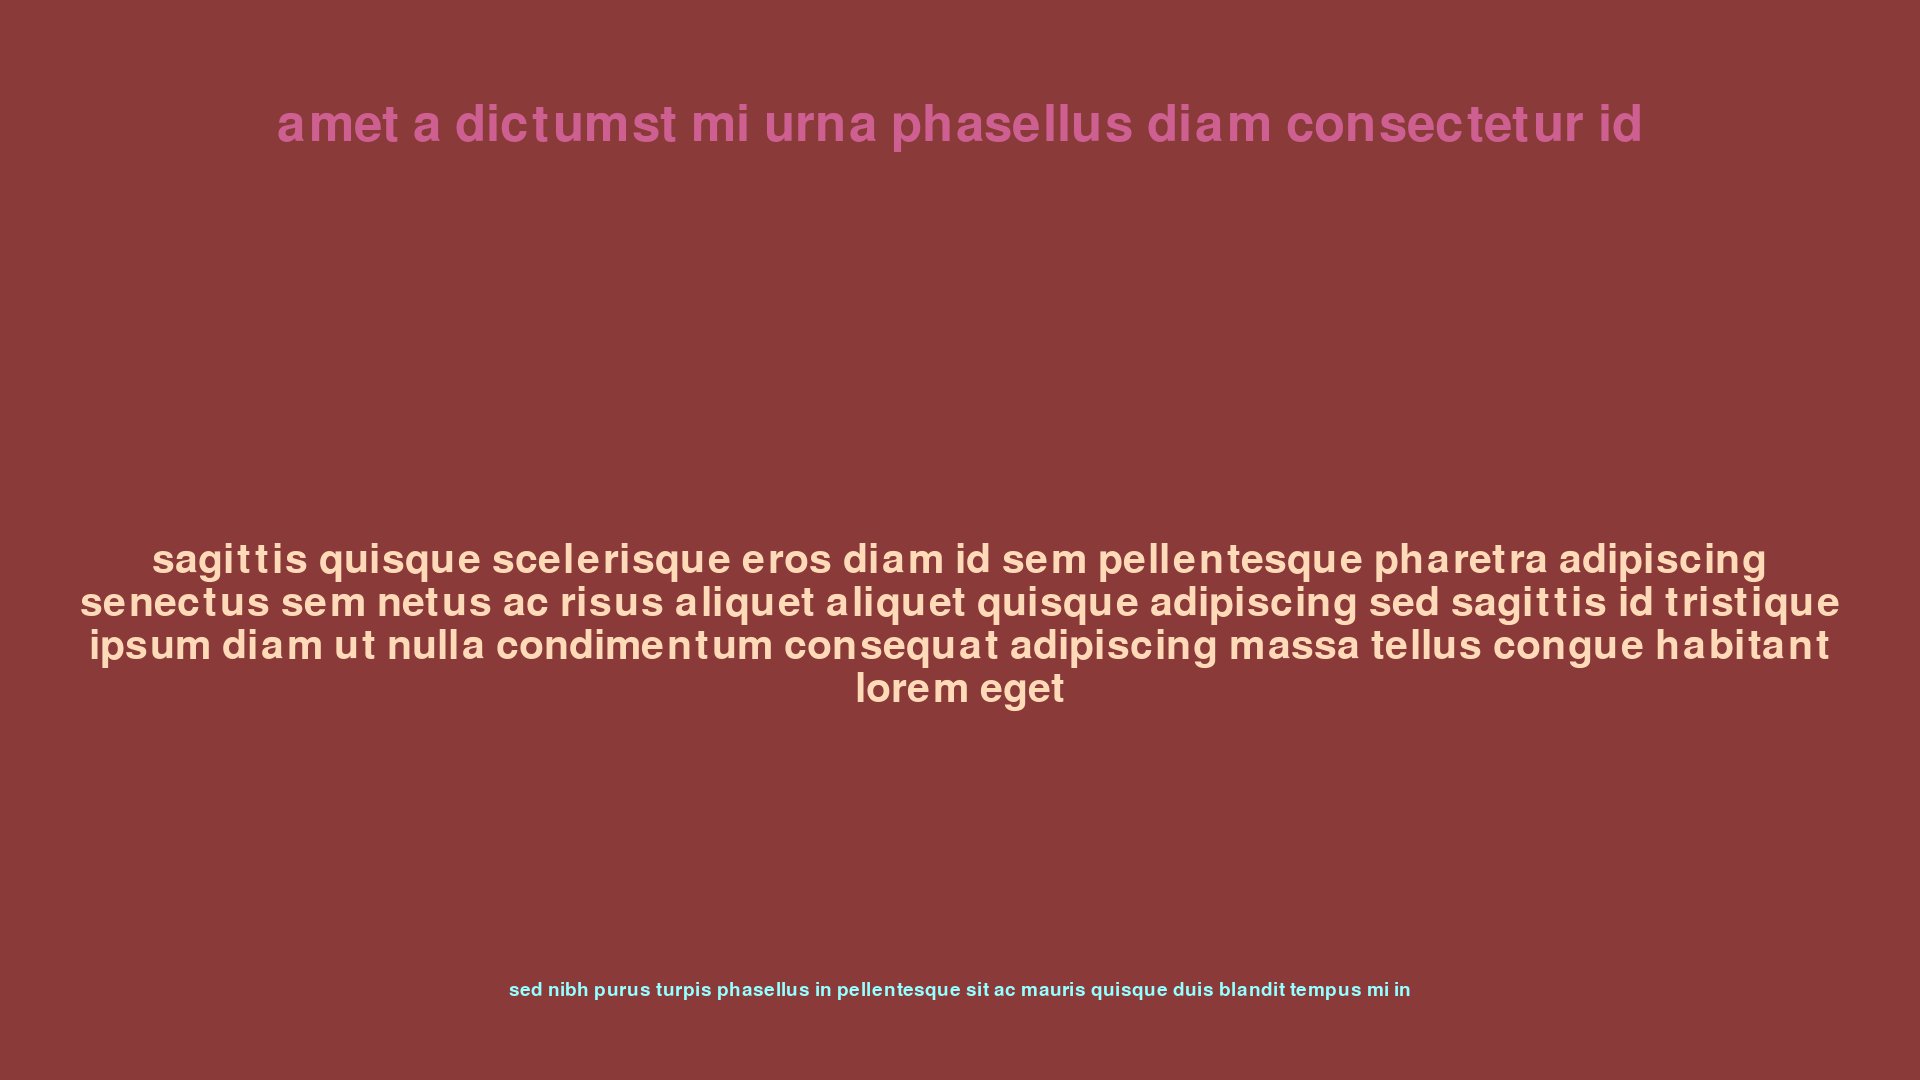 amet a dictumst mi urna phasellus diam consectetur id
sagittis quisque scelerisque eros diam id sem pellentesque pharetra adipiscing
senectus sem netus ac risus aliquet aliquet quisque adipiscing sed sagittis id tristique
ipsum diam ut nulla condimentum consequat adipiscing massa tellus congue habitant
lorem eget
sed nibh purus turpis phasellus in pellentesque sit ac mauris quisque duis blandit tempus mi in